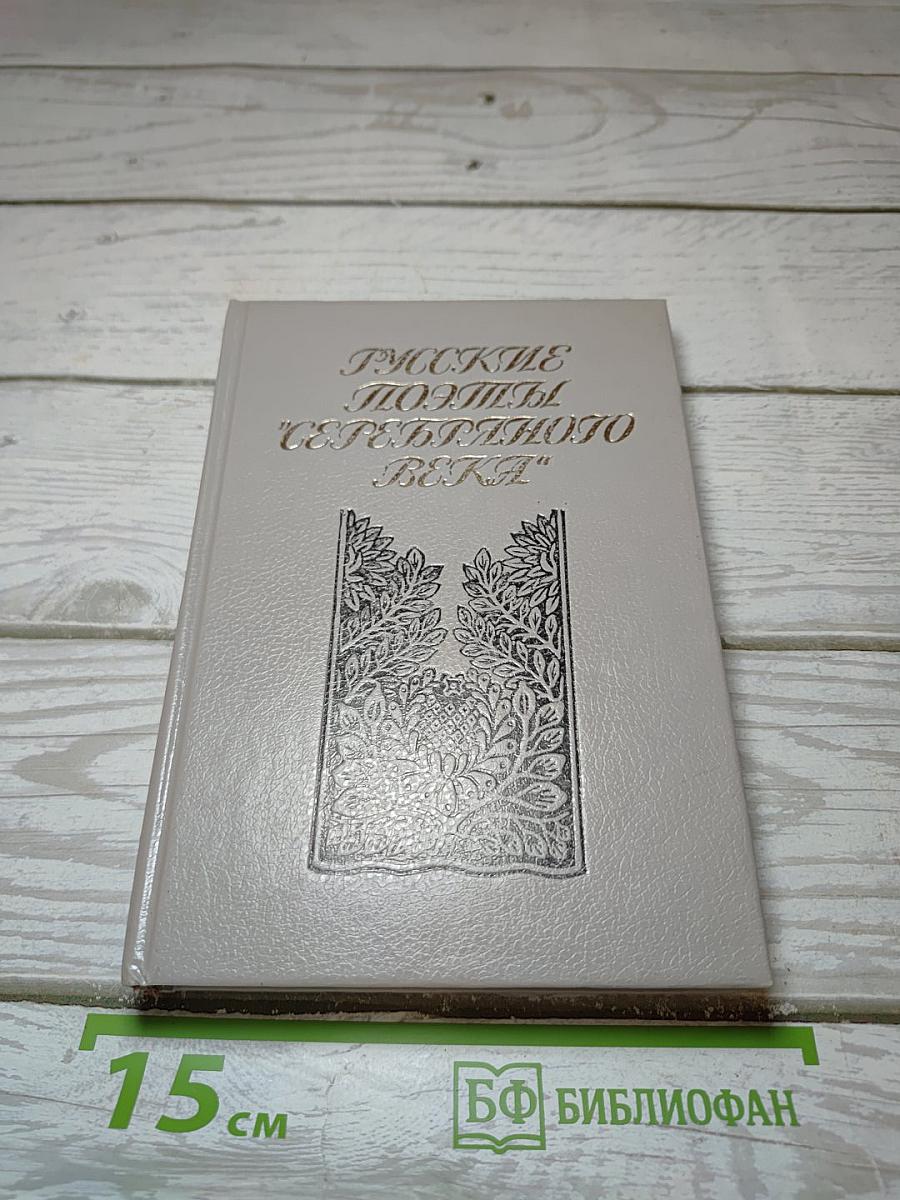 РУССКИЕ
ПОЭТЫ
"СЕРЕБРЯНОГО
ВЕКА"
15 см
БФ БИБЛИОФАН